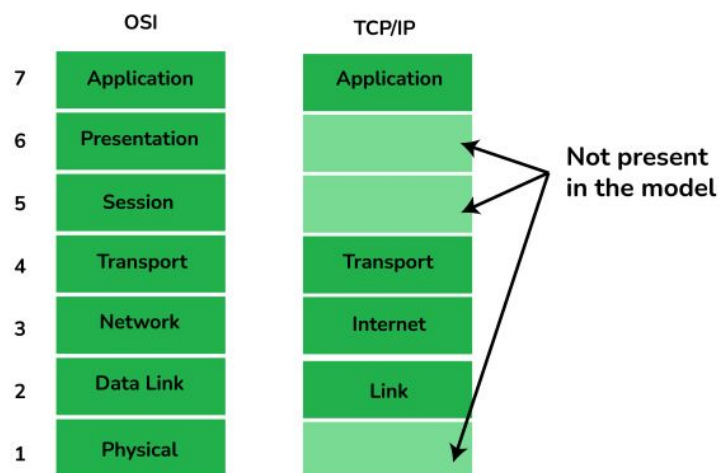 OSI
TCP/IP
7
Application
Application
6
Presentation
5
Session
Not present
in the model
4
Transport
Transport
3
Network
Internet
2
Data Link
Link
1
Physical